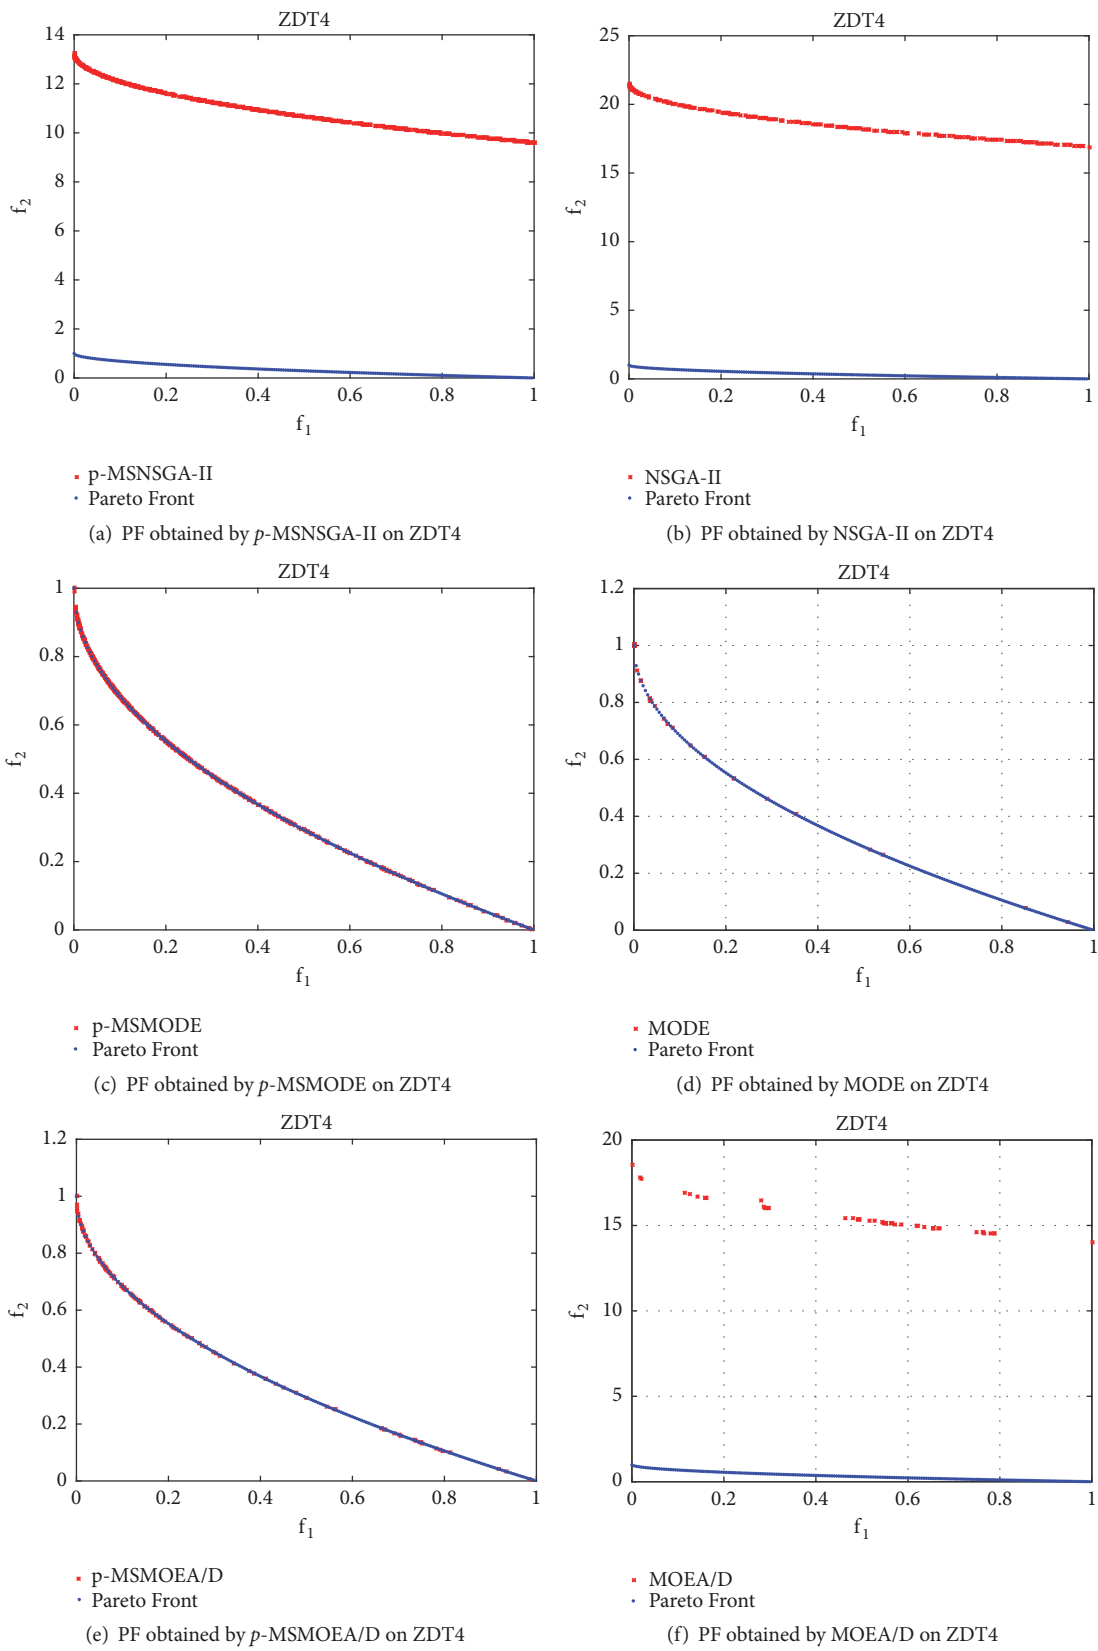 ZDT4
14
12
10
8
6
4
2
0
f2
0 0.2 0.4 0.6 0.8 1
f1
p-MSNSGA-II
Pareto Front
(a) PF obtained by p-MSNSGA-II on ZDT4
ZDT4
25
20
15
10
5
0
f2
0 0.2 0.4 0.6 0.8 1
f1
NSGA-II
Pareto Front
(b) PF obtained by NSGA-II on ZDT4
ZDT4
1
0.8
0.6
0.4
0.2
0
f2
0 0.2 0.4 0.6 0.8 1
f1
p-MSMODE
Pareto Front
(c) PF obtained by p-MSMODE on ZDT4
ZDT4
1.2
1
0.8
0.6
0.4
0.2
0
f2
0 0.2 0.4 0.6 0.8 1
f1
MODE
Pareto Front
(d) PF obtained by MODE on ZDT4
ZDT4
1.2
1
0.8
0.6
0.4
0.2
0
f2
0 0.2 0.4 0.6 0.8 1
f1
p-MSMOEA/D
Pareto Front
(e) PF obtained by p-MSMOEA/D on ZDT4
ZDT4
20
15
10
5
0
f2
0 0.2 0.4 0.6 0.8 1
f1
MOEA/D
Pareto Front
(f) PF obtained by MOEA/D on ZDT4